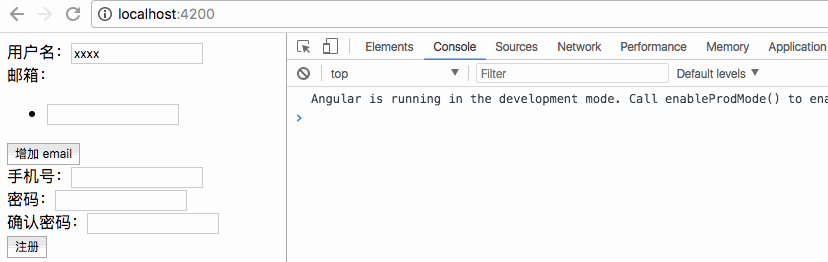 localhost:4200
用户名： xxxx
邮箱：
增加 email
手机号：
密码：
确认密码：
注册
Elements Console Sources Network Performance Memory Application
top Filter Default levels
Angular is running in the development mode. Call enableProdMode() to ena